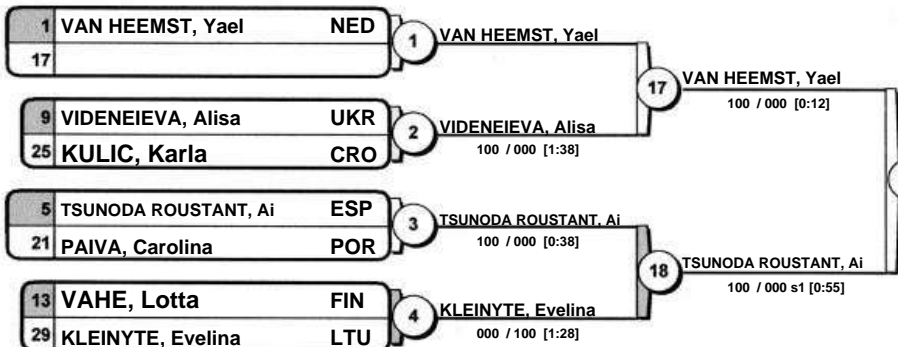 1 VAN HEEMST, Yael NED
17
1 VAN HEEMST, Yael
9 VIDENEIEVA, Alisa UKR
25 KULIC, Karla CRO
2 VIDENEIEVA, Alisa
100 / 000 [1:38]
17 VAN HEEMST, Yael
100 / 000 [0:12]
5 TSUNODA ROUSTANT, Ai ESP
21 PAIVA, Carolina POR
3 TSUNODA ROUSTANT, Ai
100 / 000 [0:38]
13 VAHE, Lotta FIN
29 KLEINYTE, Evelina LTU
4 KLEINYTE, Evelina
000 / 100 [1:28]
18 TSUNODA ROUSTANT, Ai
100 / 000 s1 [0:55]